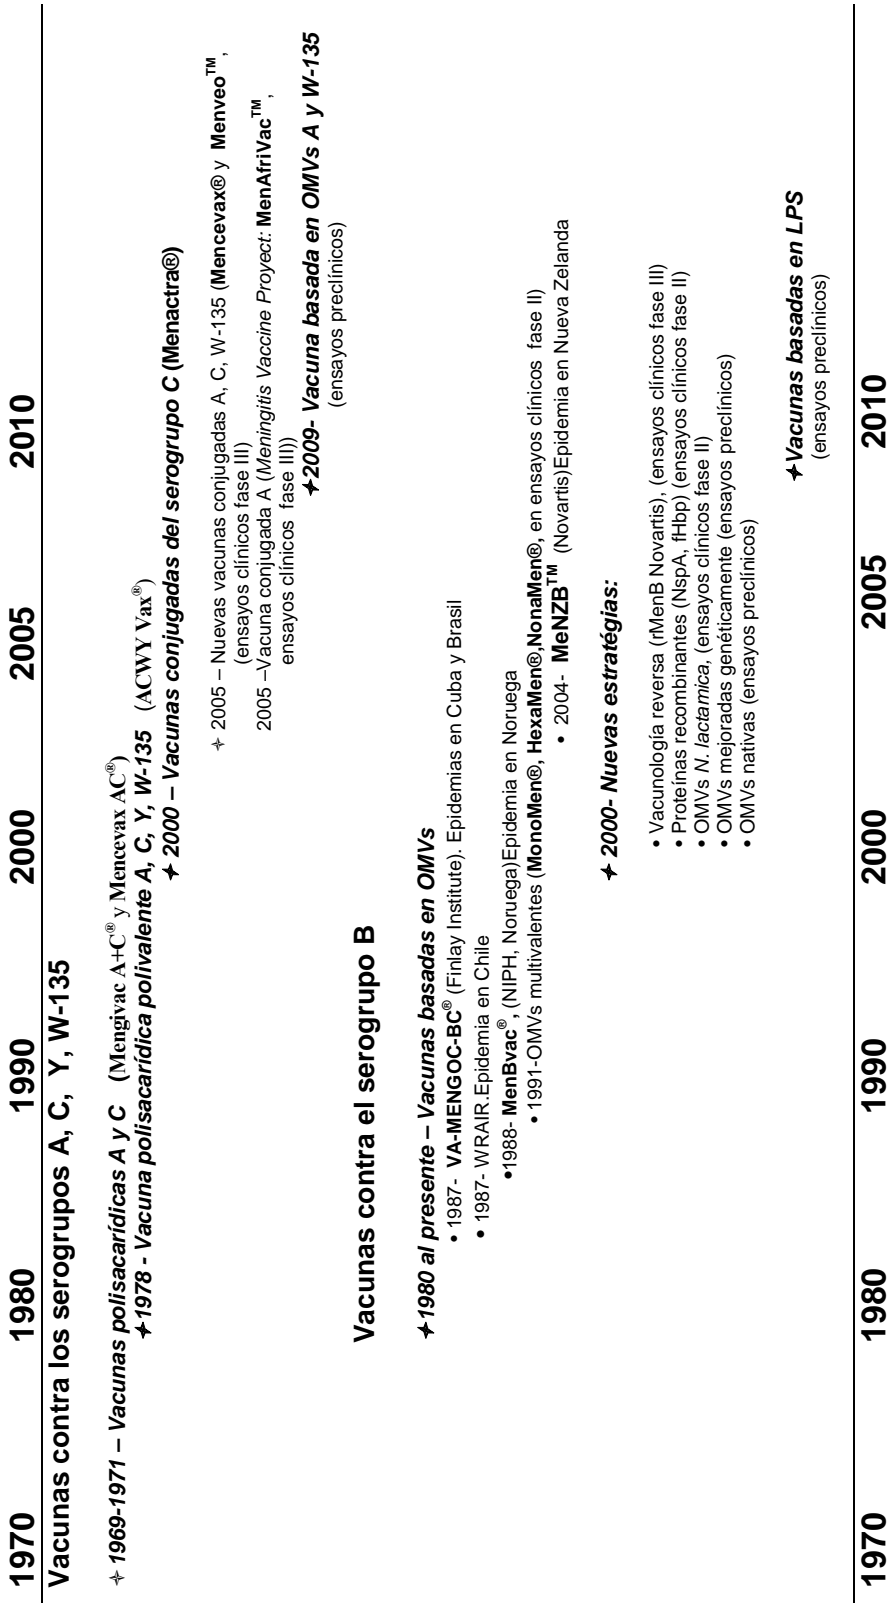 1970 1980 1990 2000 2005 2010
Vacunas contra los serogrupos A, C, Y, W-135
✦ 1969-1971 – Vacunas polisacarídicas A y C (Mengivac A+C® y Mencevax AC®)
✦1978 - Vacuna polisacarídica polivalente A, C, Y, W-135 (ACWY Vax®)
✦ 2000 – Vacunas conjugadas del serogrupo C (Menactra®)
✧ 2005 – Nuevas vacunas conjugadas A, C, W-135 (Mencevax® y Menveo™,
(ensayos clínicos fase III)
2005 –Vacuna conjugada A (Meningitis Vaccine Proyect: MenAfriVac™,
ensayos clínicos fase III))
✦2009- Vacuna basada en OMVs A y W-135
(ensayos preclínicos)
Vacunas contra el serogrupo B
✦1980 al presente – Vacunas basadas en OMVs
• 1987- VA-MENGOC-BC® (Finlay Institute). Epidemias en Cuba y Brasil
• 1987- WRAIR.Epidemia en Chile
•1988- MenBvac®, (NIPH, Noruega)Epidemia en Noruega
• 1991-OMVs multivalentes (MonoMen®, HexaMen®,NonaMen®, en ensayos clínicos fase II)
• 2004- MeNZB™ (Novartis)Epidemia en Nueva Zelanda
✦ 2000- Nuevas estratégias:
• Vacunología reversa (rMenB Novartis), (ensayos clínicos fase III)
• Proteínas recombinantes (NspA, fHbp) (ensayos clínicos fase II)
• OMVs N. lactamica, (ensayos clínicos fase II)
• OMVs mejoradas genéticamente (ensayos preclínicos)
• OMVs nativas (ensayos preclínicos)
✦Vacunas basadas en LPS
(ensayos preclínicos)
1970 1980 1990 2000 2005 2010